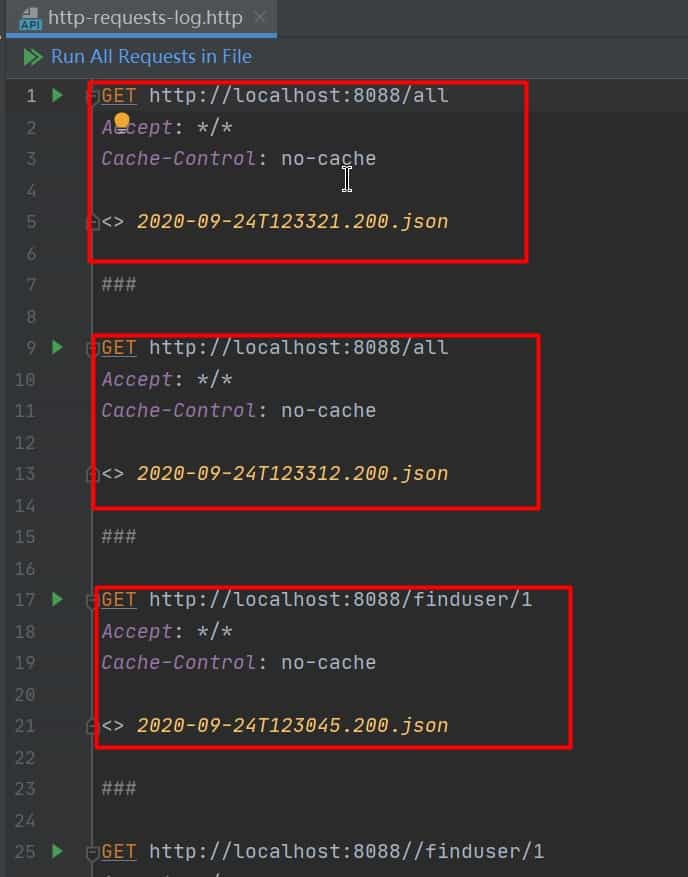 http-requests-log.http
API
Run All Requests in File
1 GET http://localhost:8088/all
2 Accept: */*
3 Cache-Control: no-cache
4
5 <> 2020-09-24T123321.200.json
6
7 ###
8
9 GET http://localhost:8088/all
10 Accept: */*
11 Cache-Control: no-cache
12
13 <> 2020-09-24T123312.200.json
14
15 ###
16
17 GET http://localhost:8088/finduser/1
18 Accept: */*
19 Cache-Control: no-cache
20
21 <> 2020-09-24T123045.200.json
22
23 ###
24
25 GET http://localhost:8088//finduser/1